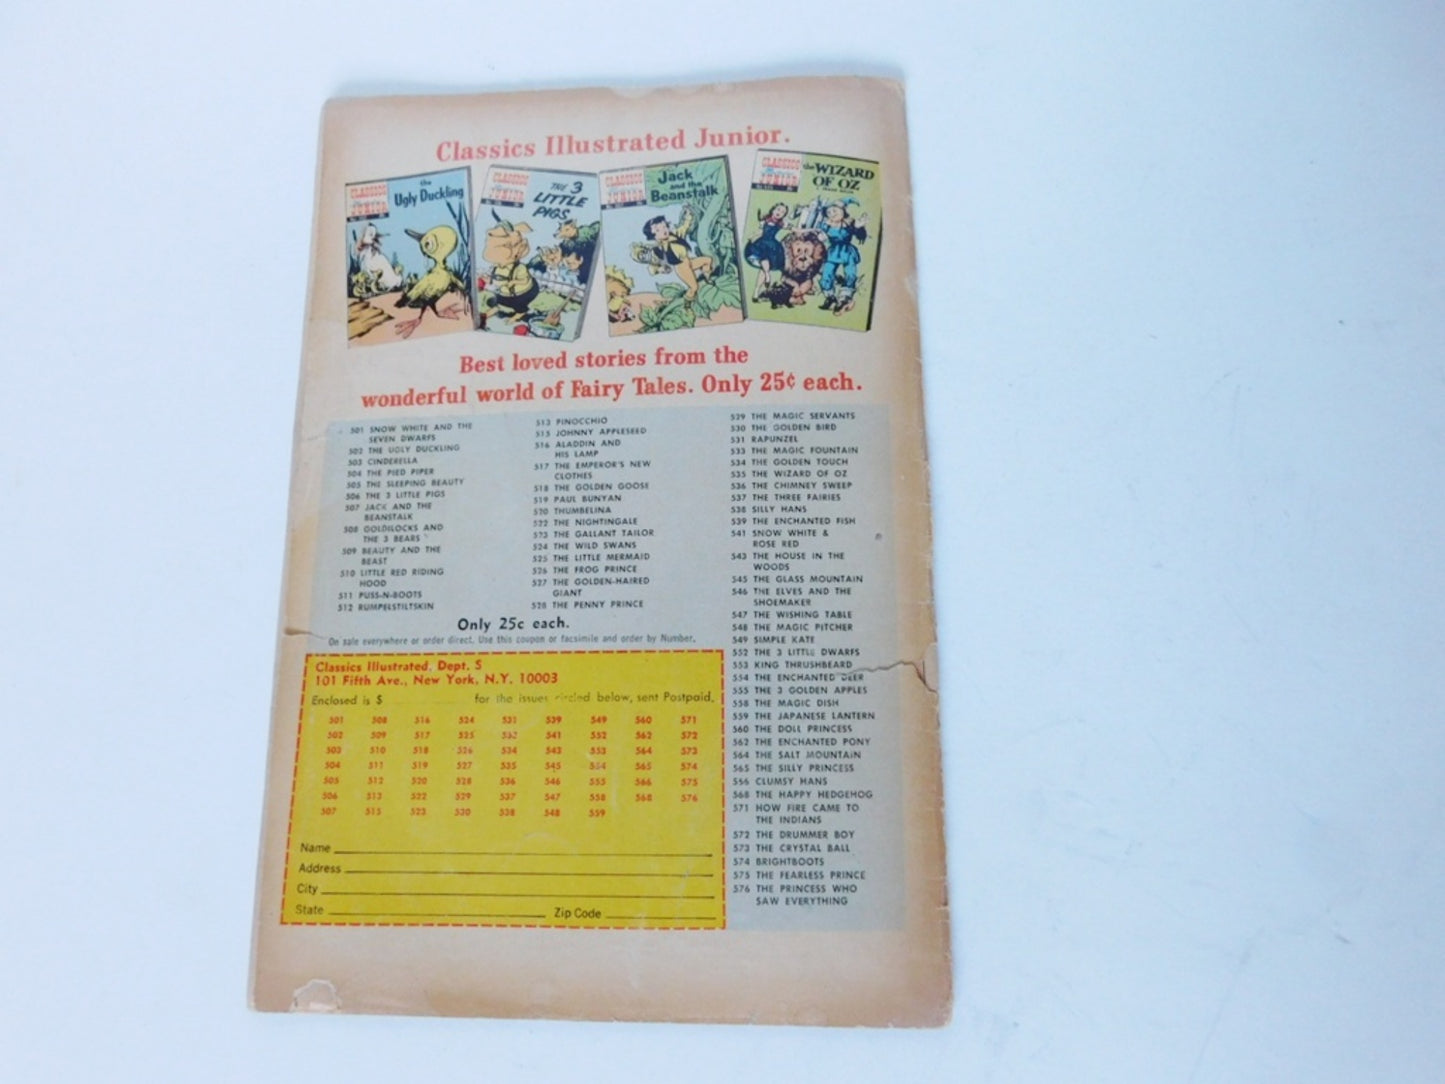 Classics Illustrated Junior.
CLASSICS
JUNIOR
the
Ugly Duckling
CLASSICS
JUNIOR
THE 3
LITTLE
PIGS
CLASSICS
JUNIOR
Jack
and the
Beanstalk
CLASSICS
JUNIOR
the WIZARD
OF OZ
Best loved stories from the
wonderful world of Fairy Tales. Only 25¢ each.
501 SNOW WHITE AND THE
SEVEN DWARFS
502 THE UGLY DUCKLING
503 CINDERELLA
504 THE PIED PIPER
505 THE SLEEPING BEAUTY
506 THE 3 LITTLE PIGS
507 JACK AND THE
BEANSTALK
508 GOLDILOCKS AND
THE 3 BEARS
509 BEAUTY AND THE
BEAST
510 LITTLE RED RIDING
HOOD
511 PUSS-N-BOOTS
512 RUMPELSTILTSKIN
513 PINOCCHIO
515 JOHNNY APPLESEED
516 ALADDIN AND
HIS LAMP
517 THE EMPEROR'S NEW
CLOTHES
518 THE GOLDEN GOOSE
519 PAUL BUNYAN
520 THUMBELINA
522 THE NIGHTINGALE
523 THE GALLANT TAILOR
524 THE WILD SWANS
525 THE LITTLE MERMAID
526 THE FROG PRINCE
527 THE GOLDEN-HAIRED
GIANT
528 THE PENNY PRINCE
529 THE MAGIC SERVANTS
530 THE GOLDEN BIRD
531 RAPUNZEL
533 THE MAGIC FOUNTAIN
534 THE GOLDEN TOUCH
535 THE WIZARD OF OZ
536 THE CHIMNEY SWEEP
537 THE THREE FAIRIES
538 SILLY HANS
539 THE ENCHANTED FISH
541 SNOW WHITE &
ROSE RED
543 THE HOUSE IN THE
WOODS
545 THE GLASS MOUNTAIN
546 THE ELVES AND THE
SHOEMAKER
547 THE WISHING TABLE
548 THE MAGIC PITCHER
549 SIMPLE KATE
552 THE 3 LITTLE DWARFS
553 KING THRUSHBEARD
554 THE ENCHANTED DEER
555 THE 3 GOLDEN APPLES
558 THE MAGIC DISH
559 THE JAPANESE LANTERN
560 THE DOLL PRINCESS
562 THE ENCHANTED PONY
564 THE SALT MOUNTAIN
565 THE SILLY PRINCESS
556 CLUMSY HANS
568 THE HAPPY HEDGEHOG
571 HOW FIRE CAME TO
THE INDIANS
572 THE DRUMMER BOY
573 THE CRYSTAL BALL
574 BRIGHTBOOTS
575 THE FEARLESS PRINCE
576 THE PRINCESS WHO
SAW EVERYTHING
Only 25c each.
On sale everywhere or order direct. Use this coupon or facsimile and order by Number.
Classics Illustrated, Dept. S
101 Fifth Ave., New York, N.Y. 10003
Enclosed is $ for the issues circled below, sent Postpaid.
501 508 516 524 531 539 549 560 571
502 509 517 525 532 541 552 562 572
503 510 518 526 534 543 553 564 573
504 511 519 527 535 545 554 565 574
505 512 520 528 536 546 555 566 575
506 513 522 529 537 547 558 568 576
507 515 523 530 538 548 559
Name
Address
City
State Zip Code